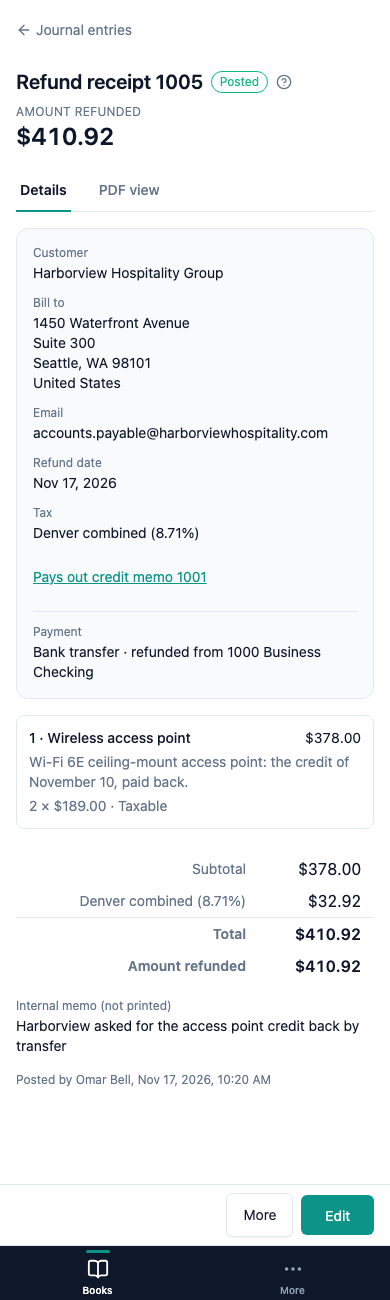 Journal entries
Refund receipt 1005 Posted
AMOUNT REFUNDED
$410.92
Details PDF view
Customer
Harborview Hospitality Group
Bill to
1450 Waterfront Avenue
Suite 300
Seattle, WA 98101
United States
Email
accounts.payable@harborviewhospitality.com
Refund date
Nov 17, 2026
Tax
Denver combined (8.71%)
Pays out credit memo 1001
Payment
Bank transfer · refunded from 1000 Business
Checking
1 · Wireless access point $378.00
Wi-Fi 6E ceiling-mount access point: the credit of
November 10, paid back.
2 × $189.00 · Taxable
Subtotal $378.00
Denver combined (8.71%) $32.92
Total $410.92
Amount refunded $410.92
Internal memo (not printed)
Harborview asked for the access point credit back by
transfer
Posted by Omar Bell, Nov 17, 2026, 10:20 AM
More Edit
Books More